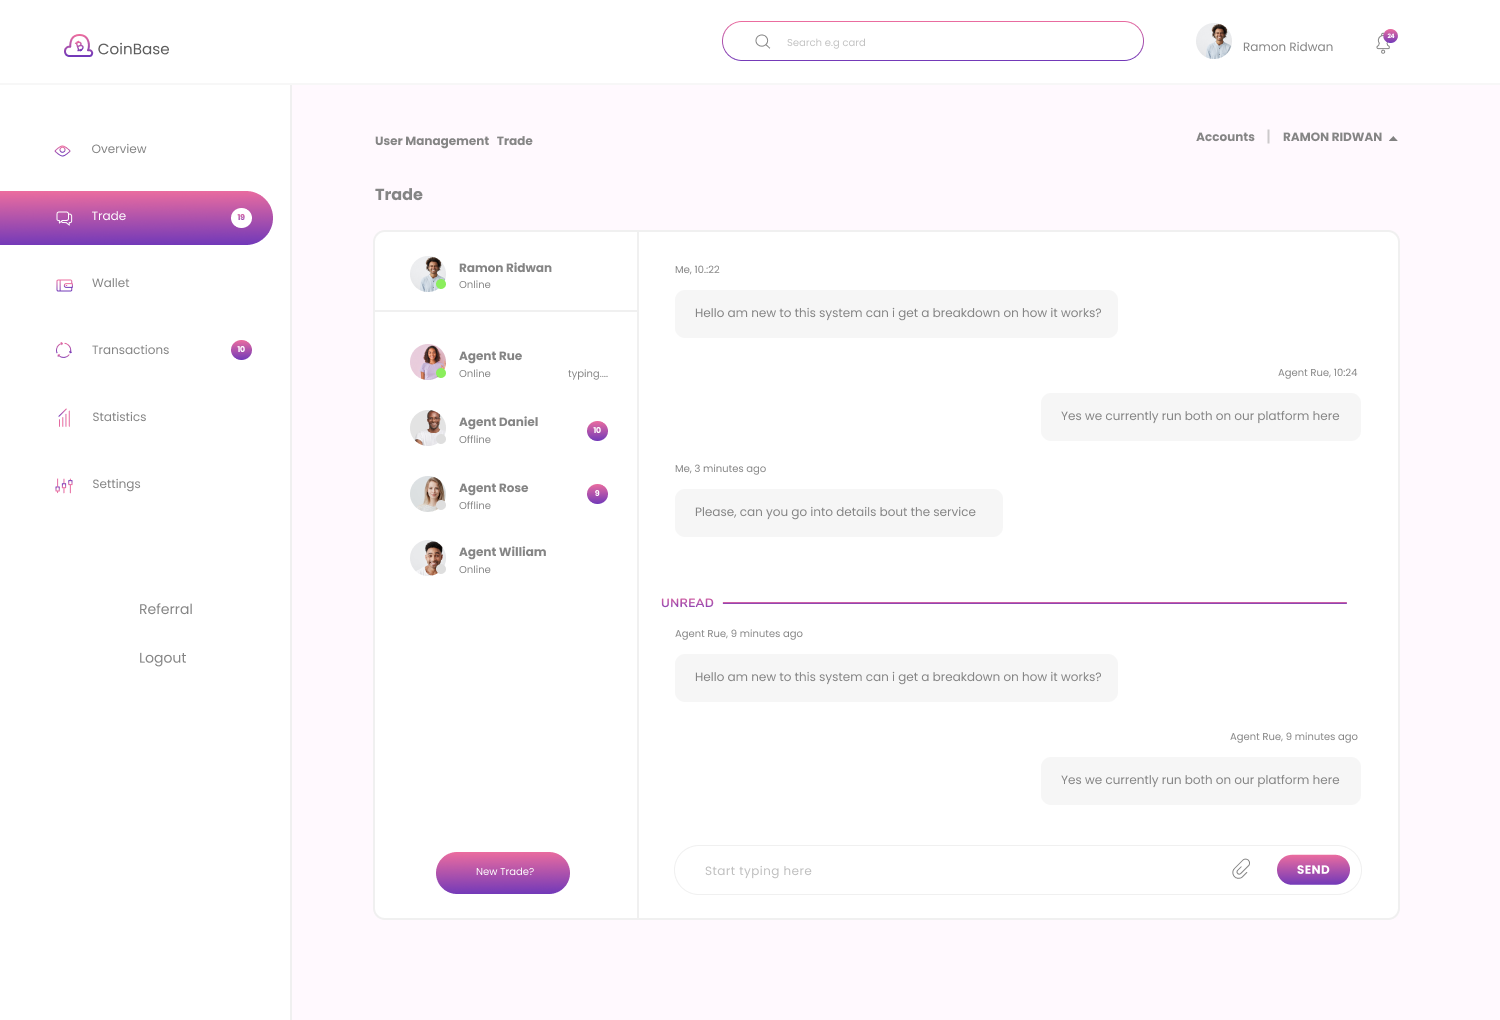 CoinBase
Search e.g card
Ramon Ridwan
24
Overview
Trade
19
Wallet
Transactions
10
Statistics
Settings
Referral
Logout
User Management Trade
Accounts | RAMON RIDWAN
Trade
Ramon Ridwan
Online
Agent Rue
Online
typing....
Agent Daniel
Offline
10
Agent Rose
Offline
9
Agent William
Online
New Trade?
Me, 10.:22
Hello am new to this system can i get a breakdown on how it works?
Agent Rue, 10:24
Yes we currently run both on our platform here
Me, 3 minutes ago
Please, can you go into details bout the service
UNREAD
Agent Rue, 9 minutes ago
Hello am new to this system can i get a breakdown on how it works?
Agent Rue, 9 minutes ago
Yes we currently run both on our platform here
Start typing here
SEND